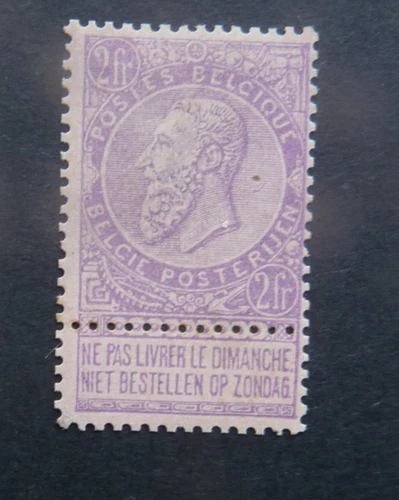 2fr
POSTES BELGIQUE
BELGIE POSTERIJEN
2fr
NE PAS LIVRER LE DIMANCHE
NIET BESTELLEN OP ZONDAG